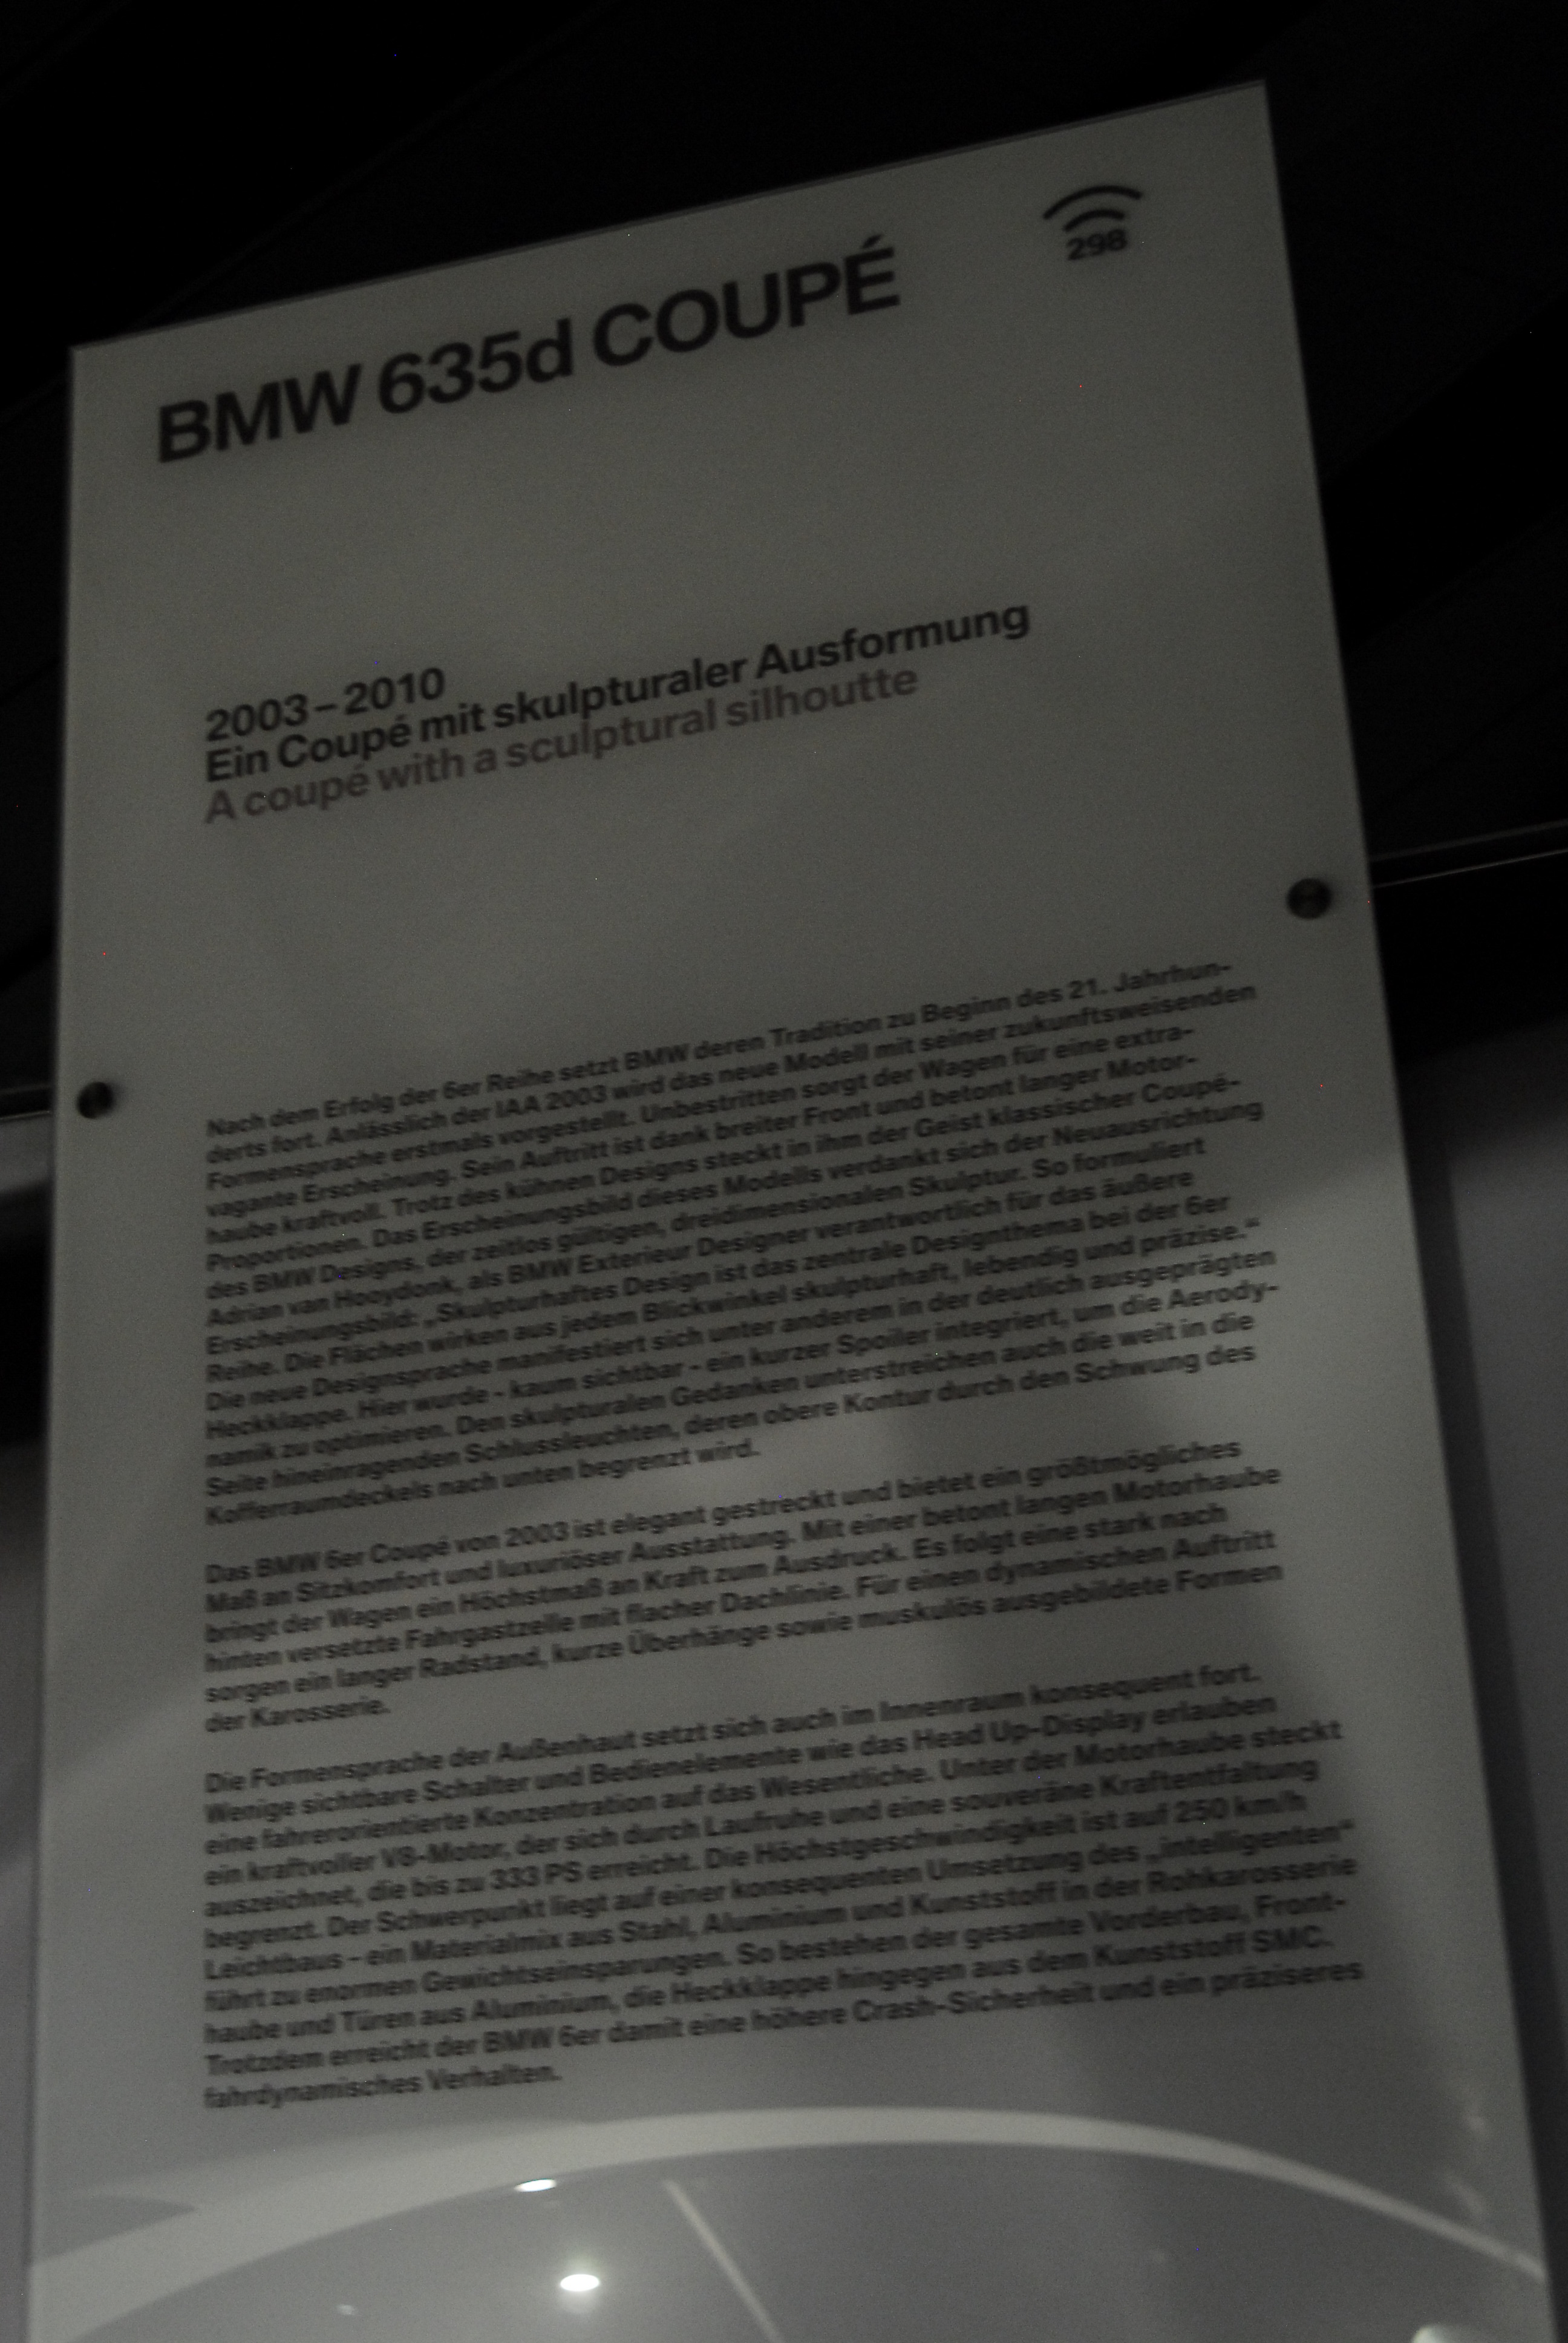 298
BMW 635d COUPÉ
2003–2010
Ein Coupé mit skulpturaler Ausformung
A coupé with a sculptural silhoutte
Nach dem Erfolg der 6er Reihe setzt BMW deren Tradition zu Beginn des 21. Jahrhun-
derts fort. Anlässlich der IAA 2003 wird das neue Modell mit seiner zukunftsweisenden
Formensprache erstmals vorgestellt. Unbestritten sorgt der Wagen für eine extra-
vagante Erscheinung. Sein Auftritt ist dank breiter Front und betont langer Motor-
haube kraftvoll. Trotz des kühnen Designs steckt in ihm der Geist klassischer Coupé-
Proportionen. Das Erscheinungsbild dieses Modells verdankt sich der Neuausrichtung
des BMW Designs, der zeitlos gültigen, dreidimensionalen Skulptur. So formuliert
Adrian van Hooydonk, als BMW Exterieur Designer verantwortlich für das äußere
Erscheinungsbild: „Skulpturhaftes Design ist das zentrale Designthema bei der 6er
Reihe. Die Flächen wirken aus jedem Blickwinkel skulpturhaft, lebendig und präzise.“
Die neue Designsprache manifestiert sich unter anderem in der deutlich ausgeprägten
Heckklappe. Hier wurde - kaum sichtbar - ein kurzer Spoiler integriert, um die Aerody-
namik zu optimieren. Den skulpturalen Gedanken unterstreichen auch die weit in die
Seite hineinragenden Schlussleuchten, deren obere Kontur durch den Schwung des
Kofferraumdeckels nach unten begrenzt wird.
Das BMW 6er Coupé von 2003 ist elegant gestreckt und bietet ein größtmögliches
Maß an Sitzkomfort und luxuriöser Ausstattung. Mit einer betont langen Motorhaube
bringt der Wagen ein Höchstmaß an Kraft zum Ausdruck. Es folgt eine stark nach
hinten versetzte Fahrgastzelle mit flacher Dachlinie. Für einen dynamischen Auftritt
sorgen ein langer Radstand, kurze Überhänge sowie muskulös ausgebildete Formen
der Karosserie.
Die Formensprache der Außenhaut setzt sich auch im Innenraum konsequent fort.
Wenige sichtbare Schalter und Bedienelemente wie das Head Up-Display erlauben
eine fahrerorientierte Konzentration auf das Wesentliche. Unter der Motorhaube steckt
ein kraftvoller V8-Motor, der sich durch Laufruhe und eine souveräne Kraftentfaltung
auszeichnet, die bis zu 333 PS erreicht. Die Höchstgeschwindigkeit ist auf 250 km/h
begrenzt. Der Schwerpunkt liegt auf einer konsequenten Umsetzung des „intelligenten“
Leichtbaus – ein Materialmix aus Stahl, Aluminium und Kunststoff in der Rohkarosserie
führt zu enormen Gewichtseinsparungen. So bestehen der gesamte Vorderbau, Front-
haube und Türen aus Aluminium, die Heckklappe hingegen aus dem Kunststoff SMC.
Trotzdem erreicht der BMW 6er damit eine höhere Crash-Sicherheit und ein präziseres
fahrdynamisches Verhalten.